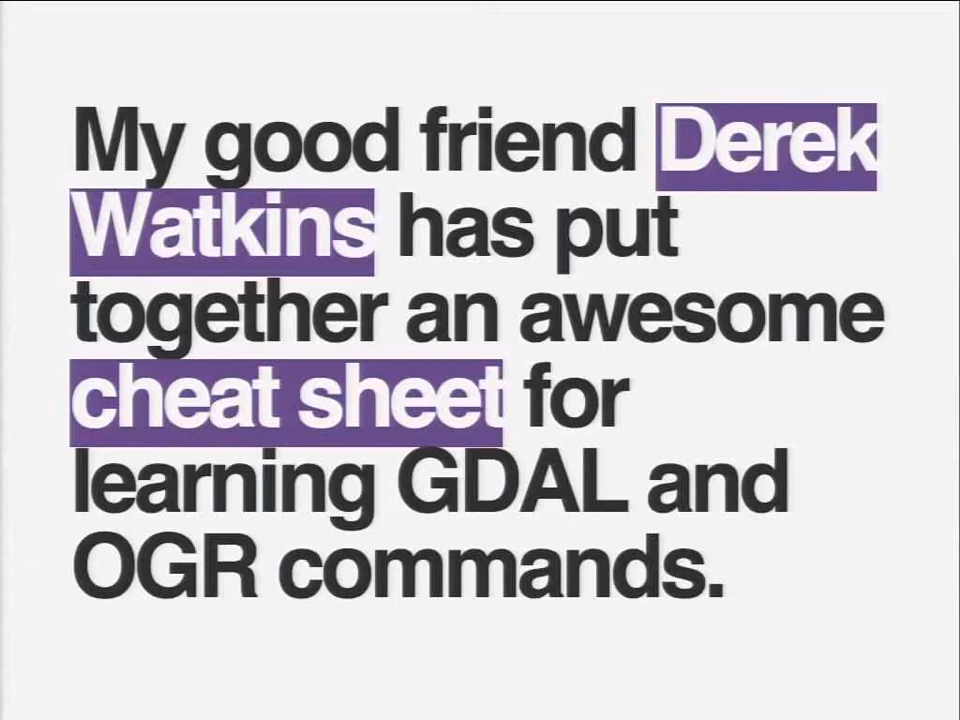 My good friend Derek
Watkins has put
together an awesome
cheat sheet for
learning GDAL and
OGR commands.